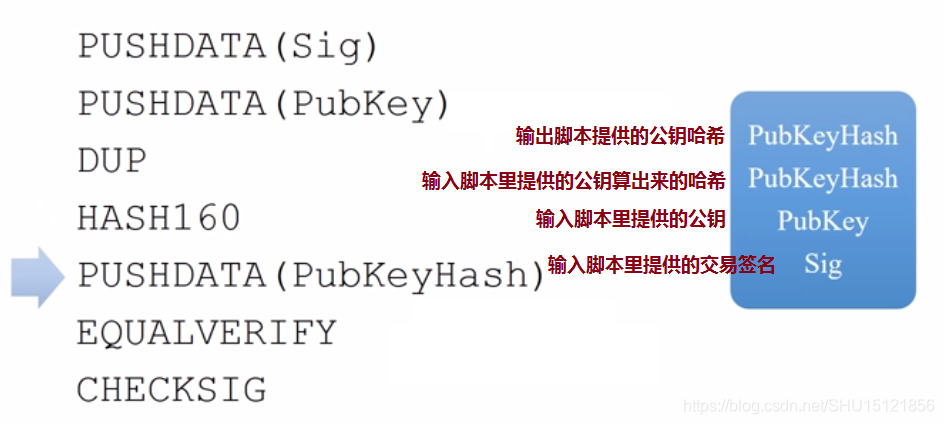 PUSHDATA(Sig)
PUSHDATA(PubKey)
DUP
HASH160
PUSHDATA(PubKeyHash)
EQUALVERIFY
CHECKSIG
输出脚本提供的公钥哈希
输入脚本里提供的公钥算出来的哈希
输入脚本里提供的公钥
输入脚本里提供的交易签名
PubKeyHash
PubKeyHash
PubKey
Sig
https://blog.csdn.net/SHU15121856